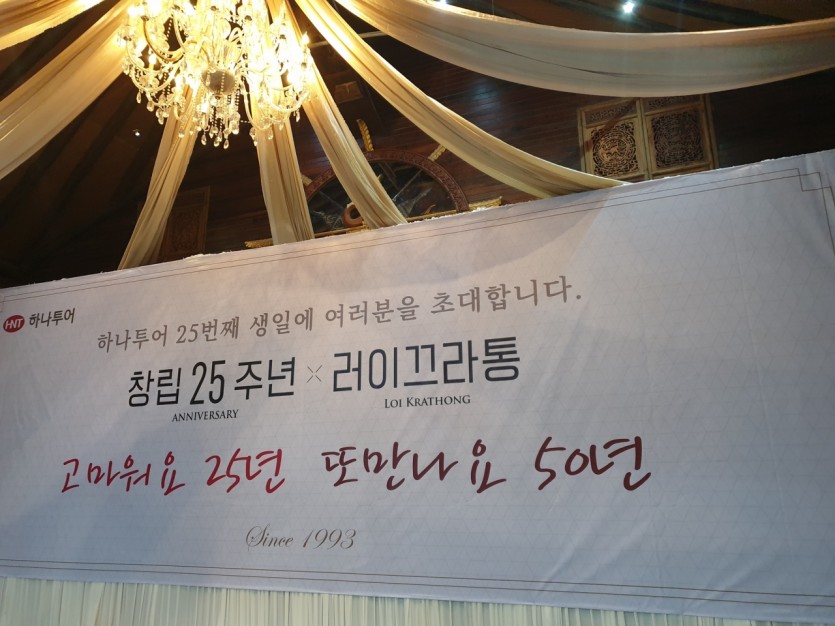 HNT 하나투어
하나투어 25번째 생일에 여러분을 초대합니다.
창립 25 주년 × 러이끄라통
ANNIVERSARY LOI KRATHONG
고마워요 25년 또만나요 50년
Since 1993